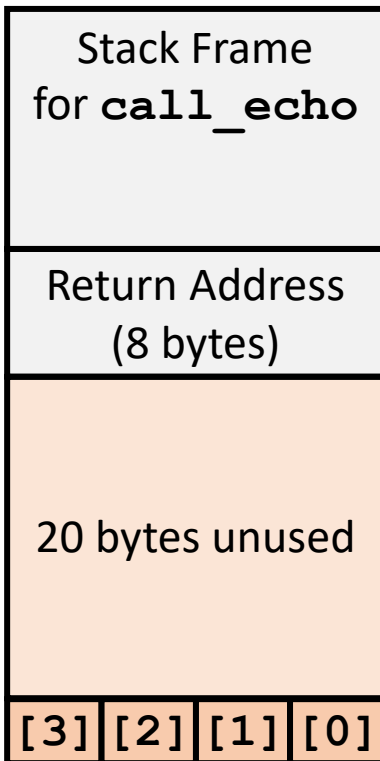 Stack Frame
for call_echo
Return Address
(8 bytes)
20 bytes unused
[3] [2] [1] [0]